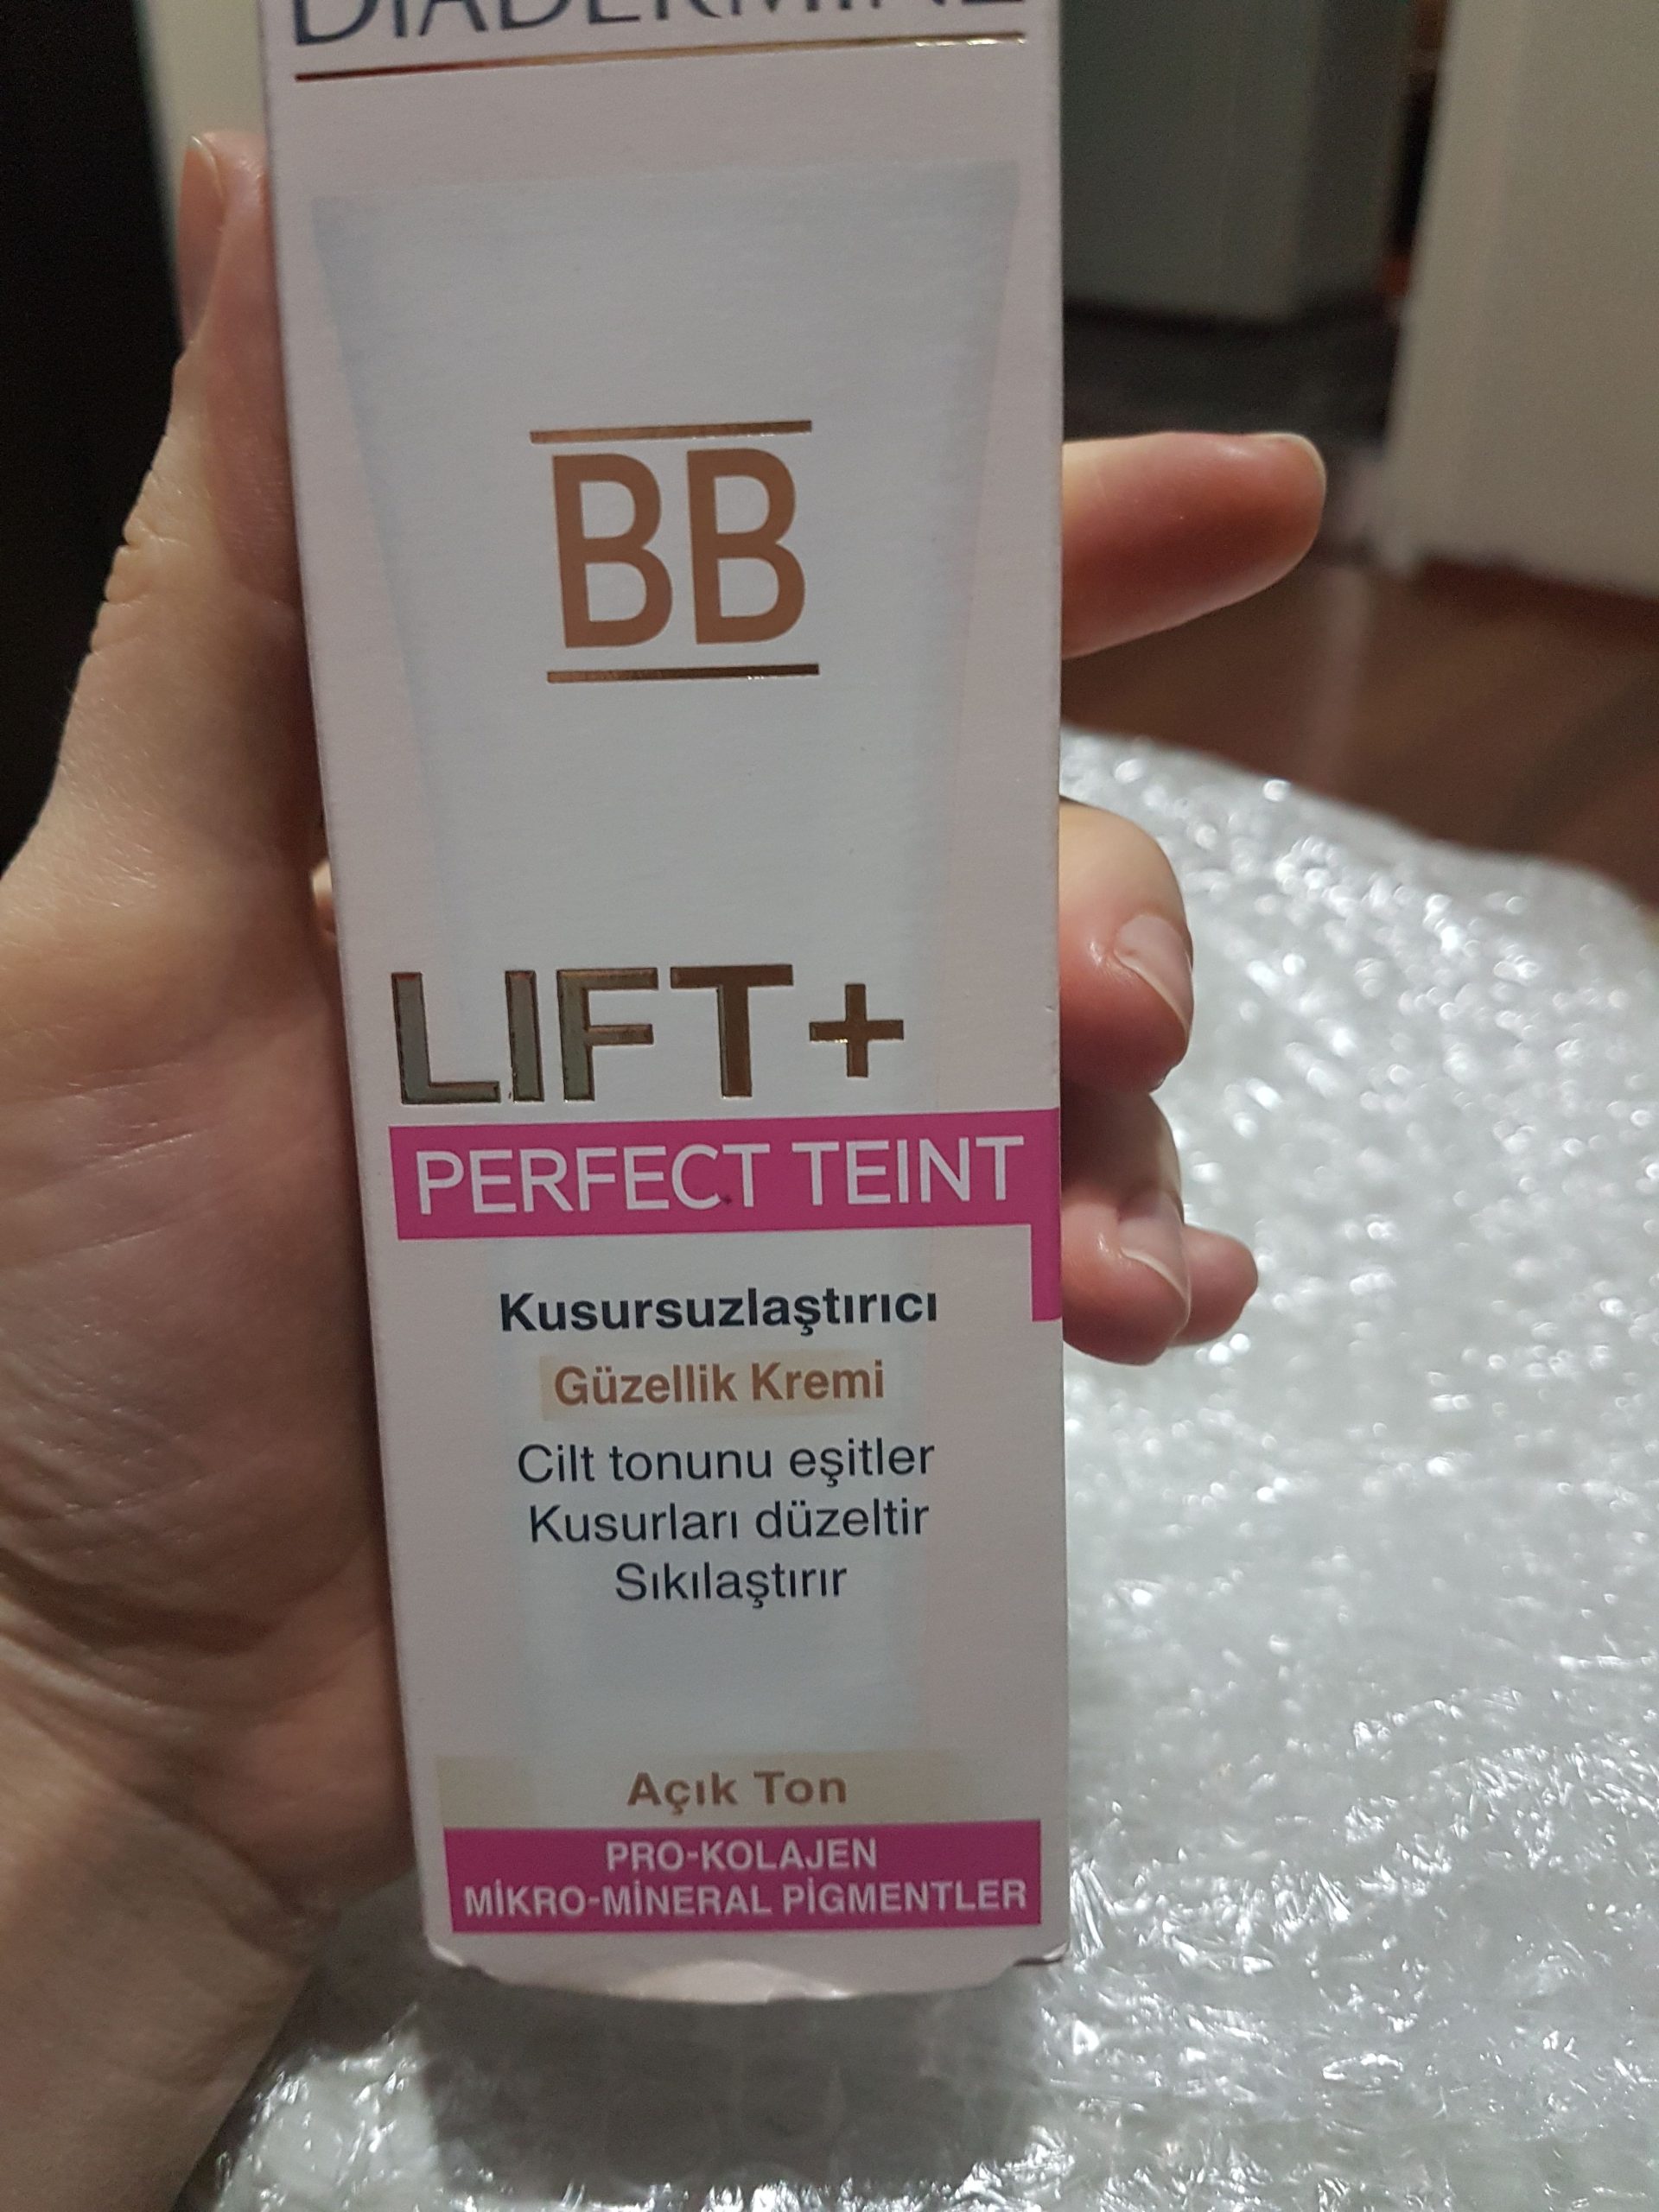 DIADERMINE
BB
LIFT+
PERFECT TEINT
Kusursuzlaştırıcı
Güzellik Kremi
Cilt tonunu eşitler
Kusurları düzeltir
Sıkılaştırır
Açık Ton
PRO-KOLAJEN
MİKRO-MİNERAL PİGMENTLER